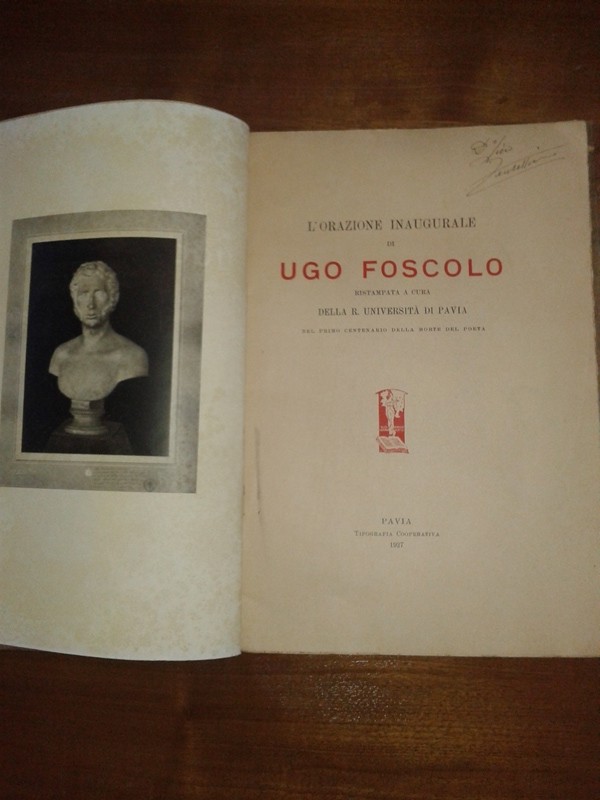 L'ORAZIONE INAUGURALE
DI
UGO FOSCOLO
RISTAMPATA A CURA
DELLA R. UNIVERSITÀ DI PAVIA
NEL PRIMO CENTENARIO DELLA MORTE DEL POETA
PAVIA
TIPOGRAFIA COOPERATIVA